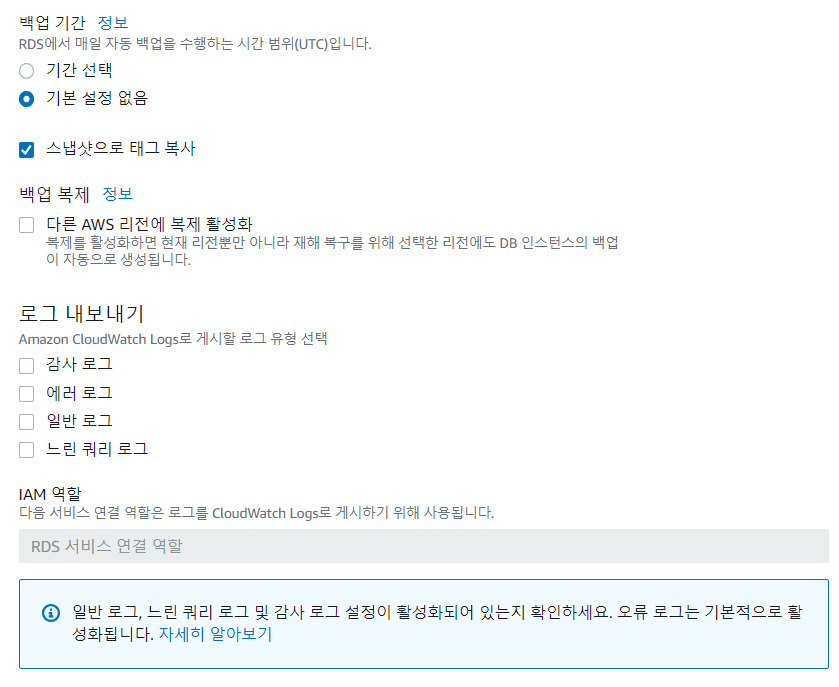 백업 기간 정보
RDS에서 매일 자동 백업을 수행하는 시간 범위(UTC)입니다.
기간 선택
기본 설정 없음
스냅샷으로 태그 복사
백업 복제 정보
다른 AWS 리전에 복제 활성화
복제를 활성화하면 현재 리전뿐만 아니라 재해 복구를 위해 선택한 리전에도 DB 인스턴스의 백업
이 자동으로 생성됩니다.
로그 내보내기
Amazon CloudWatch Logs로 게시할 로그 유형 선택
감사 로그
에러 로그
일반 로그
느린 쿼리 로그
IAM 역할
다음 서비스 연결 역할은 로그를 CloudWatch Logs로 게시하기 위해 사용됩니다.
RDS 서비스 연결 역할
일반 로그, 느린 쿼리 로그 및 감사 로그 설정이 활성화되어 있는지 확인하세요. 오류 로그는 기본적으로 활
성화됩니다. 자세히 알아보기